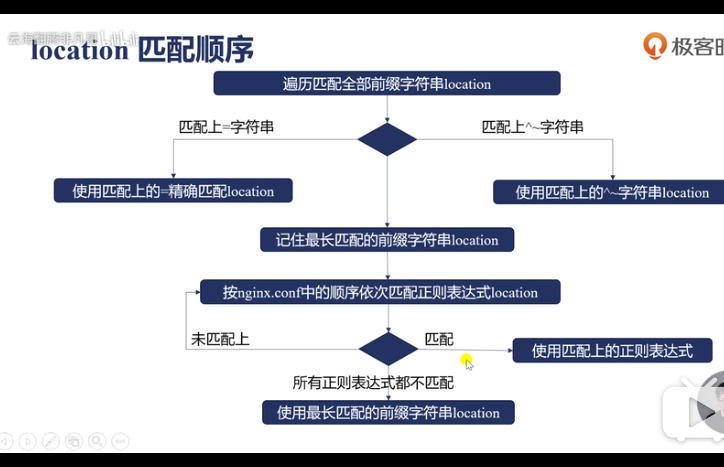 location 匹配顺序
极客时
遍历匹配全部前缀字符串location
匹配上=字符串
匹配上^~字符串
使用匹配上的=精确匹配location
使用匹配上的^~字符串location
记住最长匹配的前缀字符串location
按nginx.conf中的顺序依次匹配正则表达式location
未匹配上
匹配
使用匹配上的正则表达式
所有正则表达式都不匹配
使用最长匹配的前缀字符串location